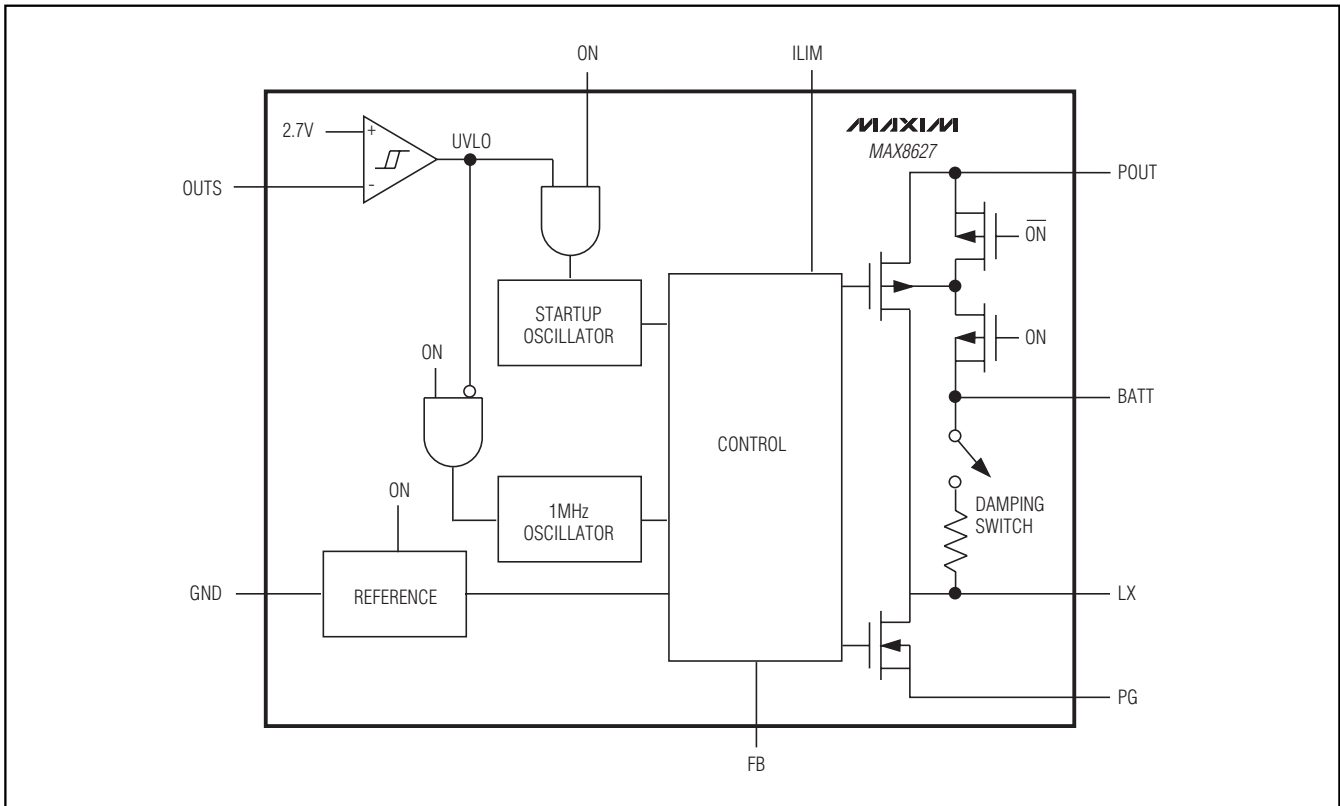 ON
ILIM
2.7V
+
-
UVLO
OUTS
MAXIM
MAX8627
POUT
O̅N̅
STARTUP
OSCILLATOR
ON
ON
BATT
CONTROL
ON
1MHz
OSCILLATOR
DAMPING
SWITCH
GND
REFERENCE
LX
PG
FB